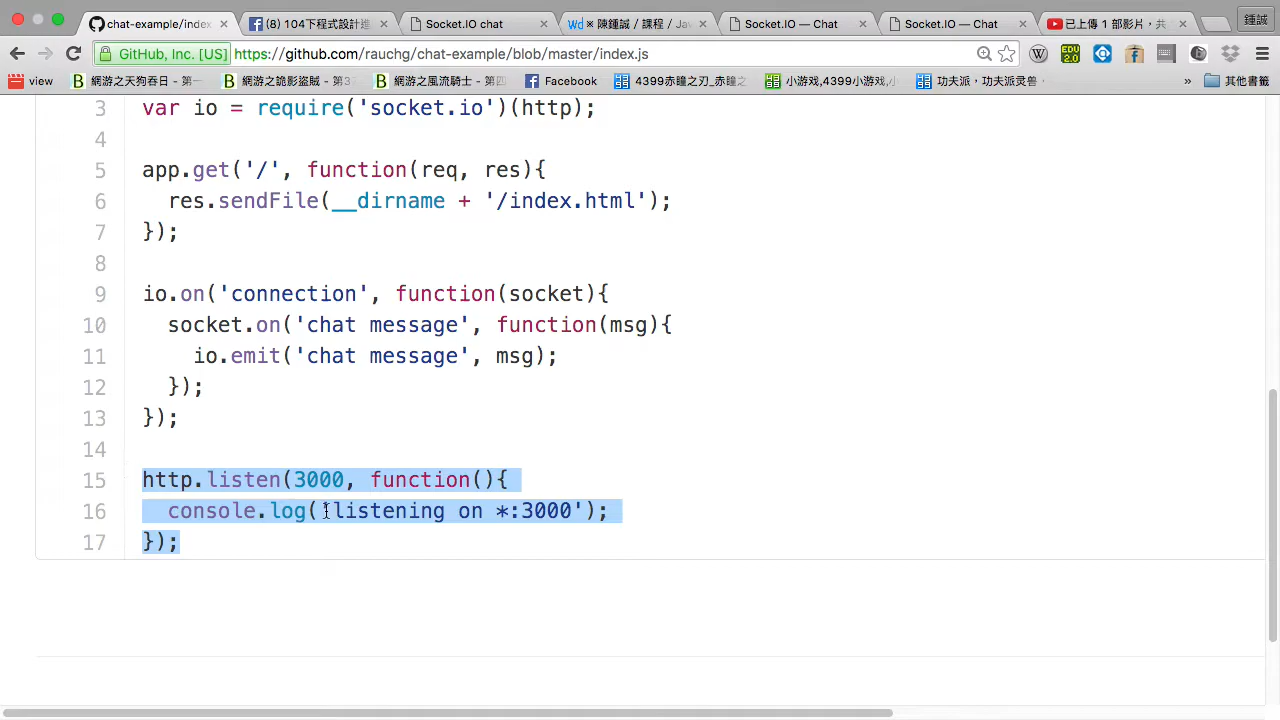 chat-example/index
(8) 104下程式設計進
Socket.IO chat
Wd ※ 陳鍾誠 / 課程 / Jav
Socket.IO — Chat
Socket.IO — Chat
已上傳 1 部影片，共
鍾誠
GitHub, Inc. [US]
https://github.com/rauchg/chat-example/blob/master/index.js
W
EDU 2.0
view
B 網游之天狗吞日 - 第一
B 網游之詭影盜賊 - 第37
B 網游之風流騎士 - 第四
Facebook
4399赤瞳之刃_赤瞳之
小游戏,4399小游戏,小
功夫派，功夫派灵兽，
»
其他書籤
3 var io = require('socket.io')(http);
4
5 app.get('/', function(req, res){
6 res.sendFile(__dirname + '/index.html');
7 });
8
9 io.on('connection', function(socket){
10 socket.on('chat message', function(msg){
11 io.emit('chat message', msg);
12 });
13 });
14
15 http.listen(3000, function(){
16 console.log('listening on *:3000');
17 });